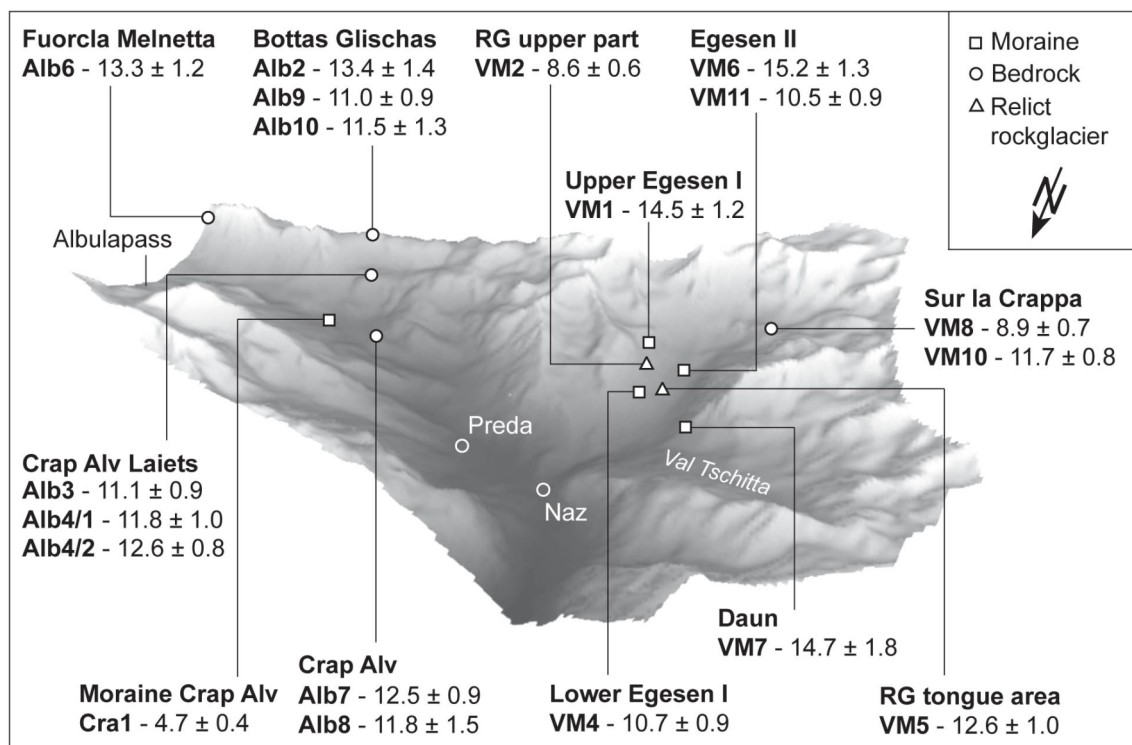 Fuorcla Melnetta
Alb6 - 13.3 ± 1.2
Bottas Glischas
Alb2 - 13.4 ± 1.4
Alb9 - 11.0 ± 0.9
Alb10 - 11.5 ± 1.3
RG upper part
VM2 - 8.6 ± 0.6
Egesen II
VM6 - 15.2 ± 1.3
VM11 - 10.5 ± 0.9
Moraine
Bedrock
Relict
rockglacier
N
Upper Egesen I
VM1 - 14.5 ± 1.2
Albulapass
Sur la Crappa
VM8 - 8.9 ± 0.7
VM10 - 11.7 ± 0.8
Preda
Naz
Val Tschitta
Crap Alv Laiets
Alb3 - 11.1 ± 0.9
Alb4/1 - 11.8 ± 1.0
Alb4/2 - 12.6 ± 0.8
Daun
VM7 - 14.7 ± 1.8
Moraine Crap Alv
Cra1 - 4.7 ± 0.4
Crap Alv
Alb7 - 12.5 ± 0.9
Alb8 - 11.8 ± 1.5
Lower Egesen I
VM4 - 10.7 ± 0.9
RG tongue area
VM5 - 12.6 ± 1.0